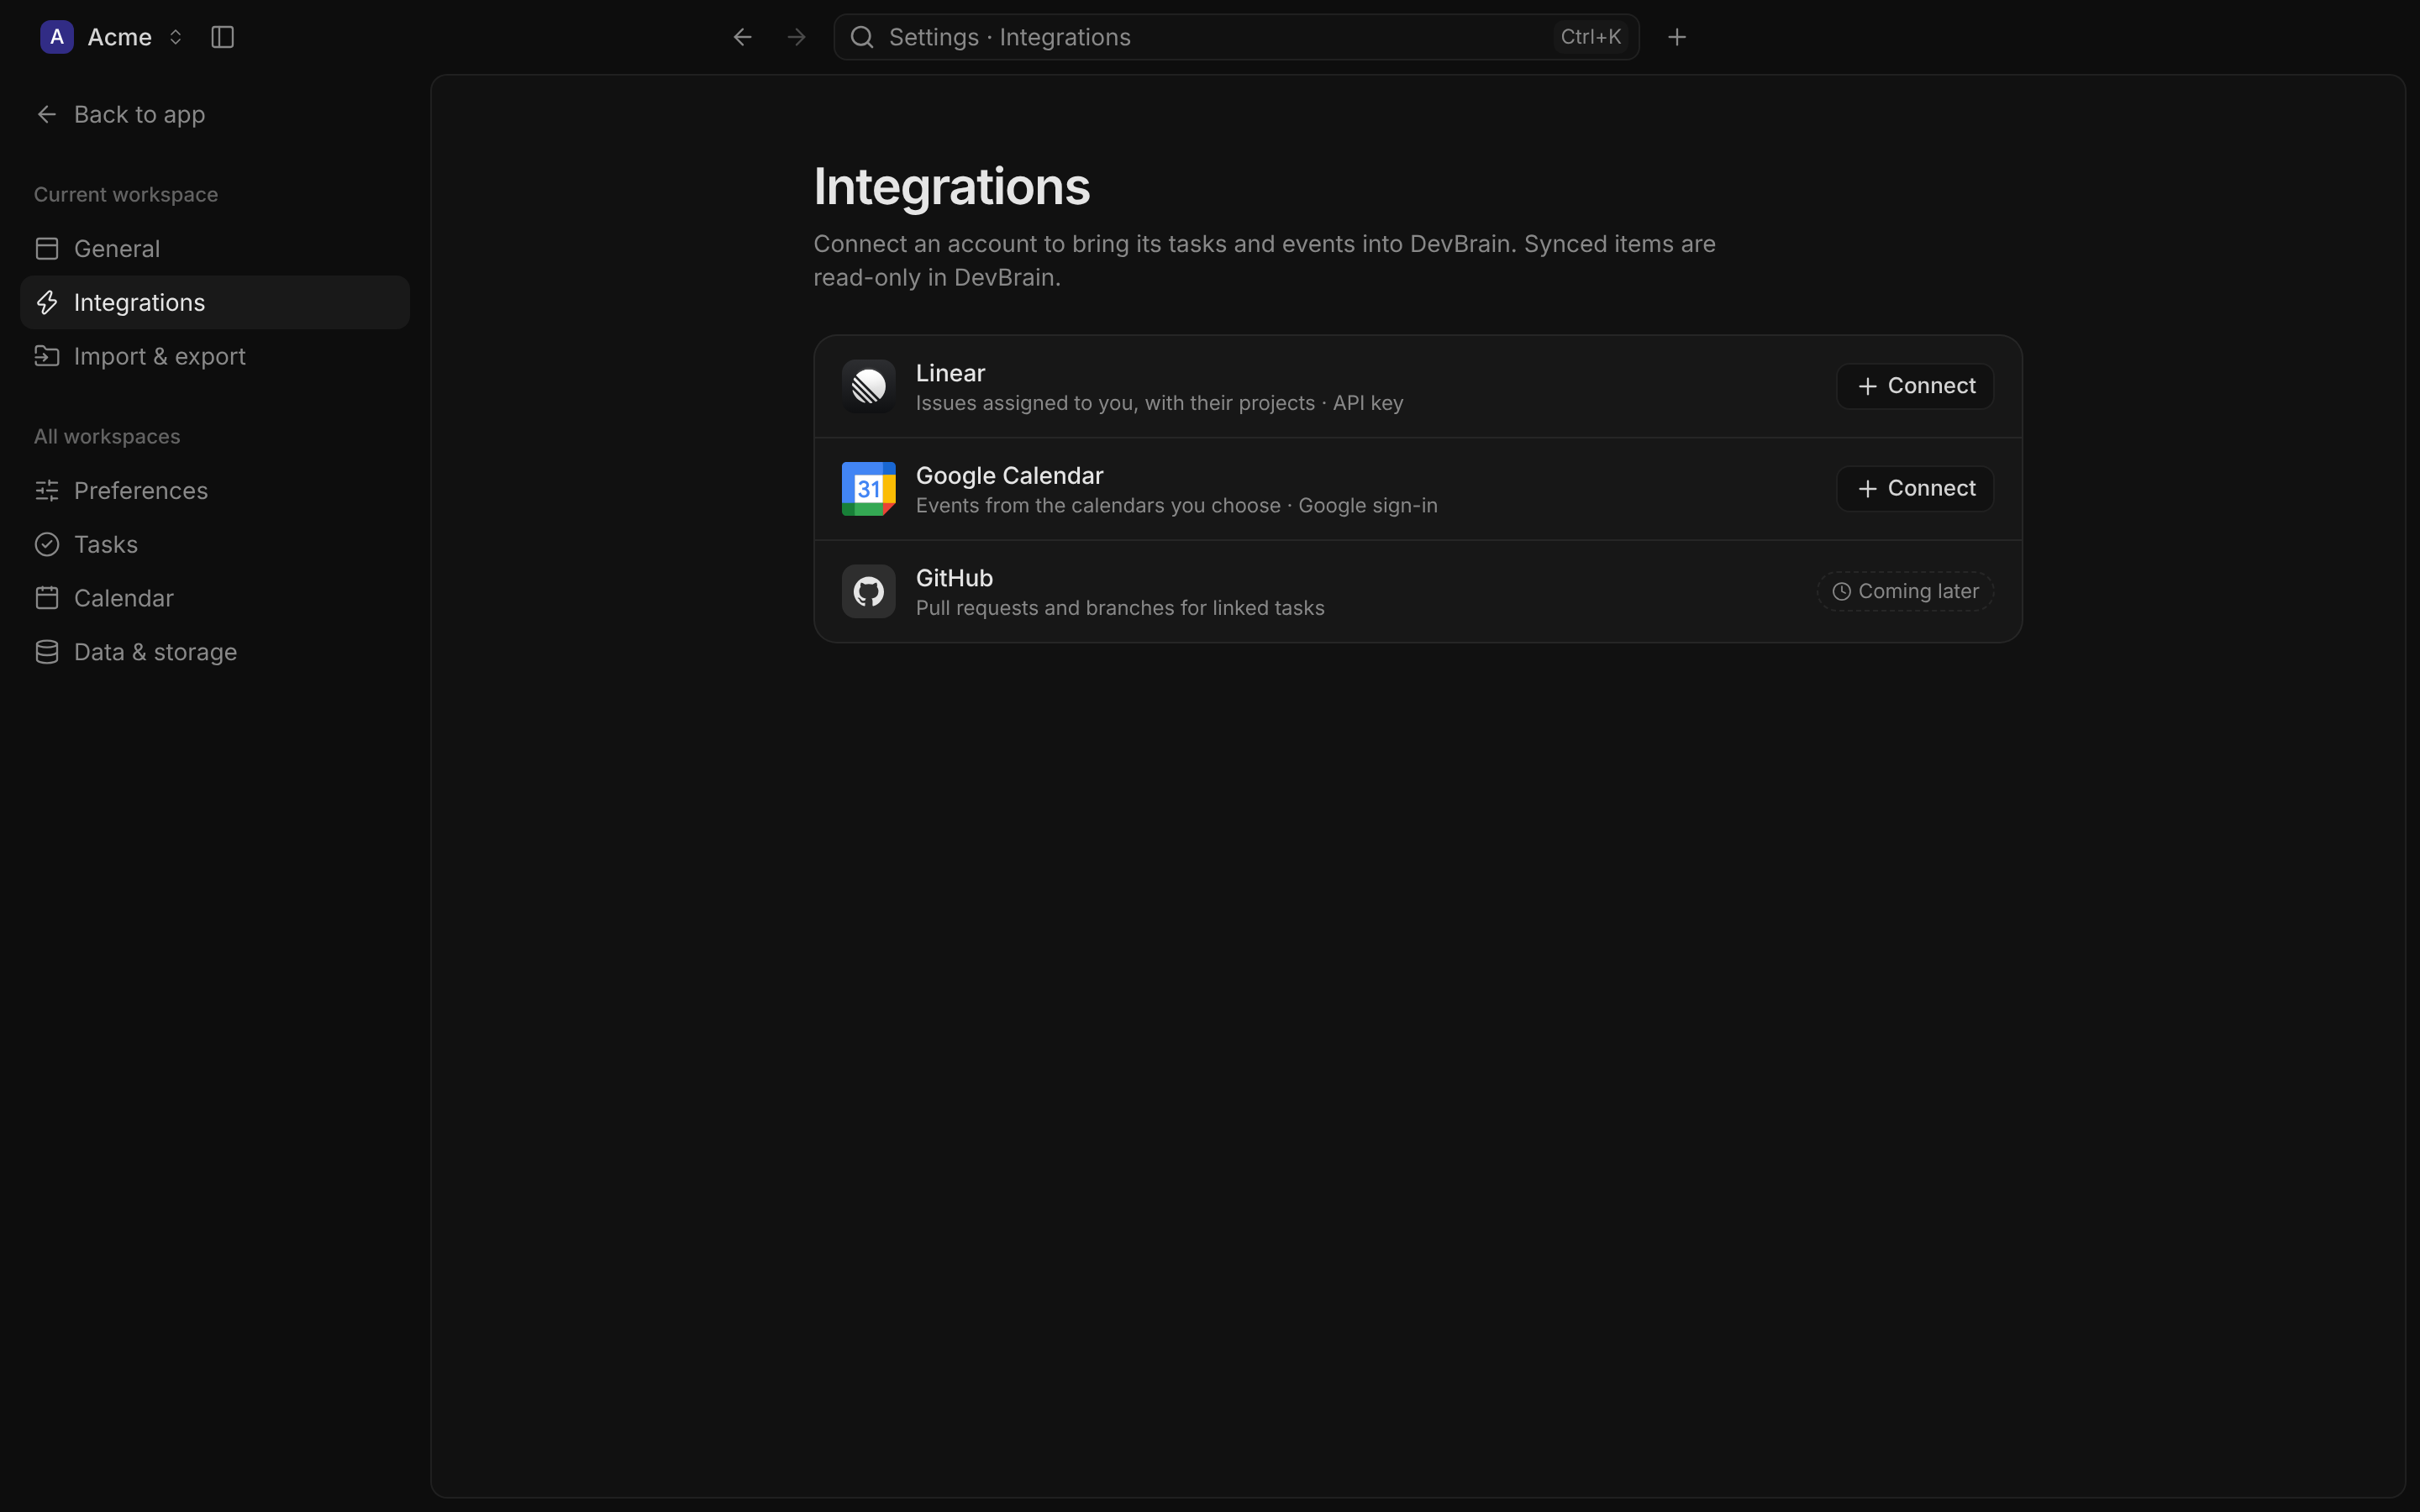 A Acme
Settings · Integrations Ctrl+K
Back to app
Current workspace
General
Integrations
Import & export
All workspaces
Preferences
Tasks
Calendar
Data & storage
Integrations
Connect an account to bring its tasks and events into DevBrain. Synced items are
read-only in DevBrain.
Linear
Issues assigned to you, with their projects · API key
Connect
31
Google Calendar
Events from the calendars you choose · Google sign-in
Connect
GitHub
Pull requests and branches for linked tasks
Coming later